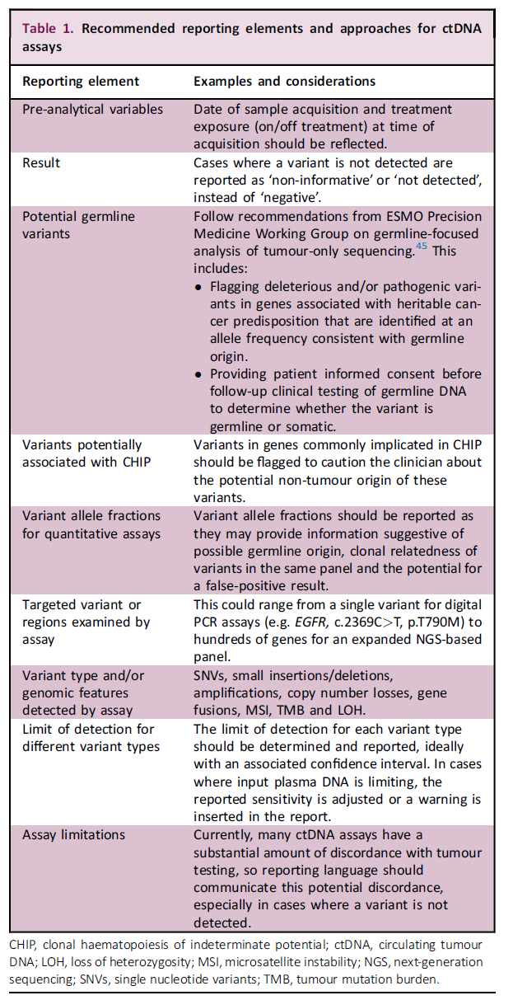 Table 1. Recommended reporting elements and approaches for ctDNA
assays
Reporting element Examples and considerations
Pre-analytical variables Date of sample acquisition and treatment
exposure (on/off treatment) at time of
acquisition should be reflected.
Result Cases where a variant is not detected are
reported as ‘non-informative’ or ‘not detected’,
instead of ‘negative’.
Potential germline Follow recommendations from ESMO Precision
variants Medicine Working Group on germline-focused
analysis of tumour-only sequencing.45 This
includes:
● Flagging deleterious and/or pathogenic vari-
ants in genes associated with heritable can-
cer predisposition that are identified at an
allele frequency consistent with germline
origin.
● Providing patient informed consent before
follow-up clinical testing of germline DNA
to determine whether the variant is
germline or somatic.
Variants potentially Variants in genes commonly implicated in CHIP
associated with CHIP should be flagged to caution the clinician about
the potential non-tumour origin of these
variants.
Variant allele fractions Variant allele fractions should be reported as
for quantitative assays they may provide information suggestive of
possible germline origin, clonal relatedness of
variants in the same panel and the potential for
a false-positive result.
Targeted variant or This could range from a single variant for digital
regions examined by PCR assays (e.g. EGFR, c.2369C>T, p.T790M) to
assay hundreds of genes for an expanded NGS-based
panel.
Variant type and/or SNVs, small insertions/deletions,
genomic features amplifications, copy number losses, gene
detected by assay fusions, MSI, TMB and LOH.
Limit of detection for The limit of detection for each variant type
different variant types should be determined and reported, ideally
with an associated confidence interval. In cases
where input plasma DNA is limiting, the
reported sensitivity is adjusted or a warning is
inserted in the report.
Assay limitations Currently, many ctDNA assays have a
substantial amount of discordance with tumour
testing, so reporting language should
communicate this potential discordance,
especially in cases where a variant is not
detected.
CHIP, clonal haematopoiesis of indeterminate potential; ctDNA, circulating tumour
DNA; LOH, loss of heterozygosity; MSI, microsatellite instability; NGS, next-generation
sequencing; SNVs, single nucleotide variants; TMB, tumour mutation burden.